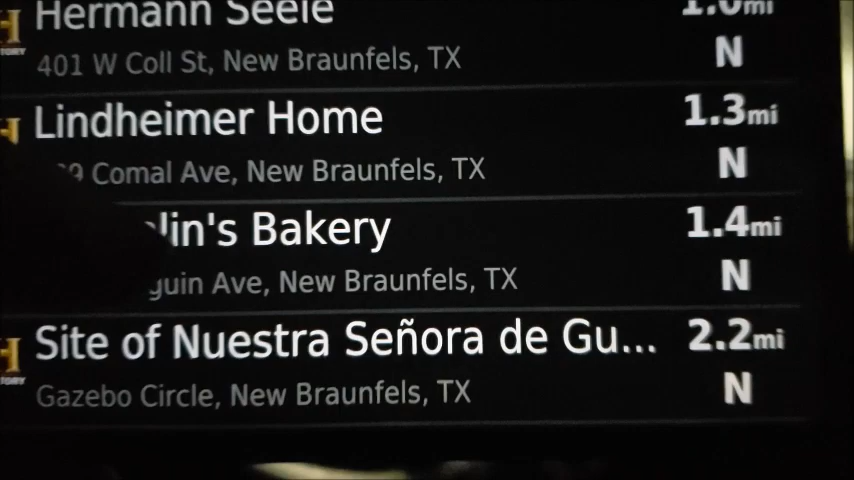 Hermann Seele 1.0mi
401 W Coll St, New Braunfels, TX N
Lindheimer Home 1.3mi
Comal Ave, New Braunfels, TX N
Bakery 1.4mi
Ave, New Braunfels, TX N
Site of Nuestra Señora de Gu... 2.2mi
Gazebo Circle, New Braunfels, TX N